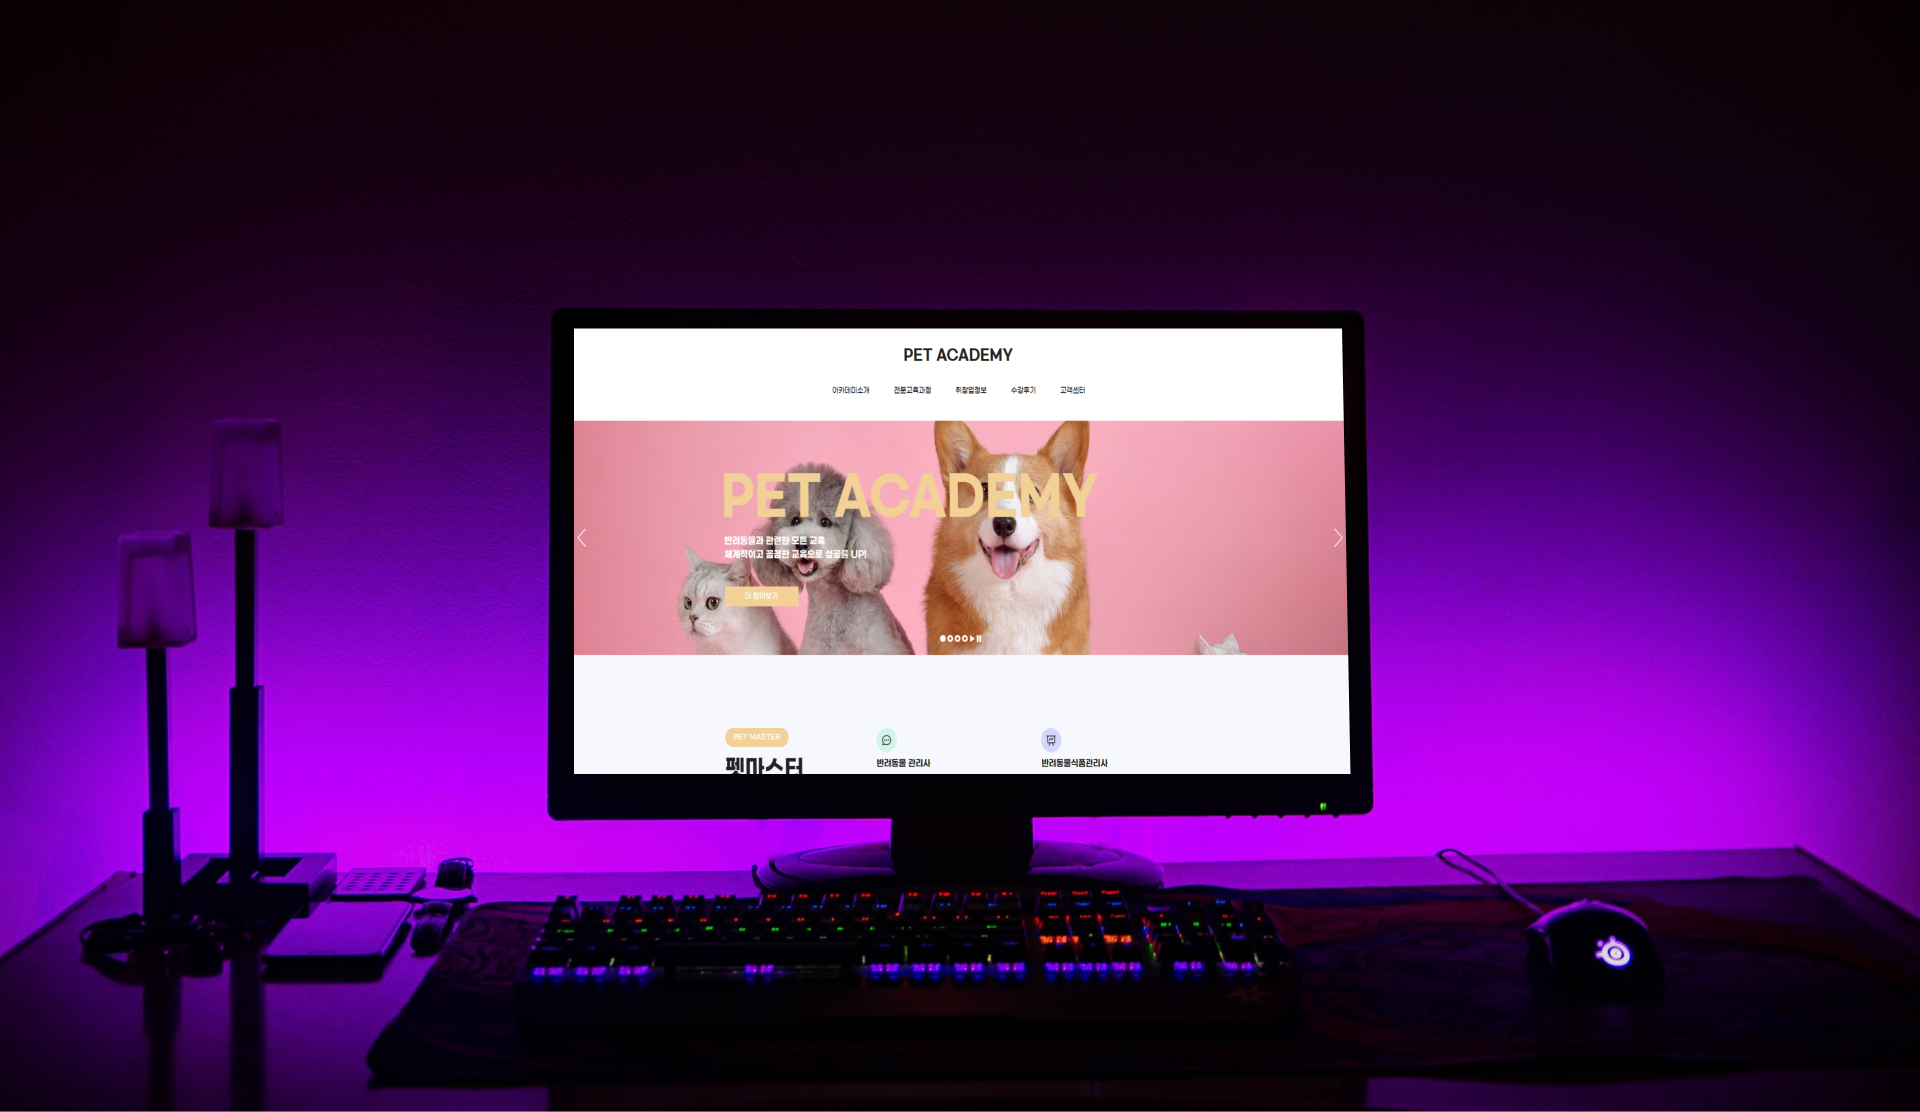 PET ACADEMY
아카데미소개 전문교육과정 취창업정보 수강후기 고객센터
PET ACADEMY
반려동물과 관련된 모든 교육
체계적이고 꼼꼼한 교육으로 성공률 UP!
더 알아보기
PET MASTER
펫마스터
반려동물 관리사
반려동물식품관리사